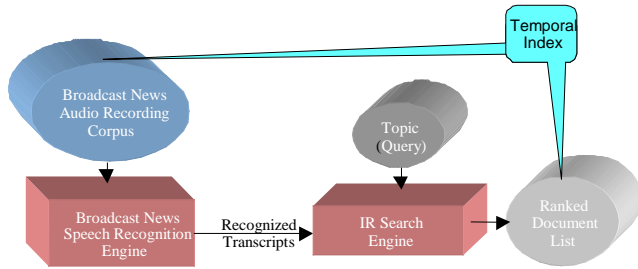 Temporal
Index
Broadcast News
Audio Recording
Corpus
Topic
(Query)
Broadcast News
Speech Recognition
Engine
Recognized
Transcripts
IR Search
Engine
Ranked
Document
List